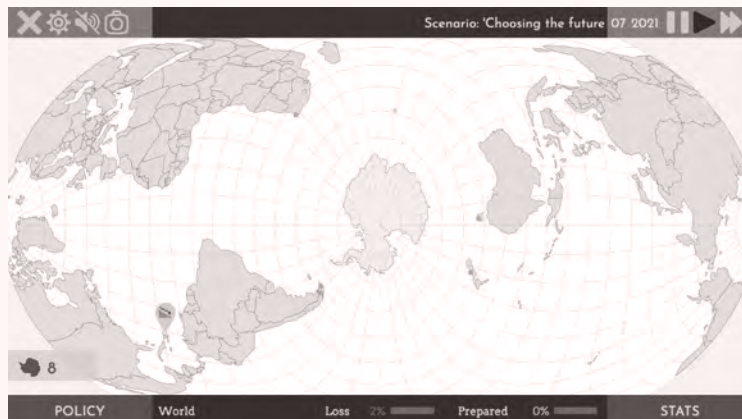 Scenario: 'Choosing the future 07 2021
8
POLICY World Loss 2% Prepared 0% STATS